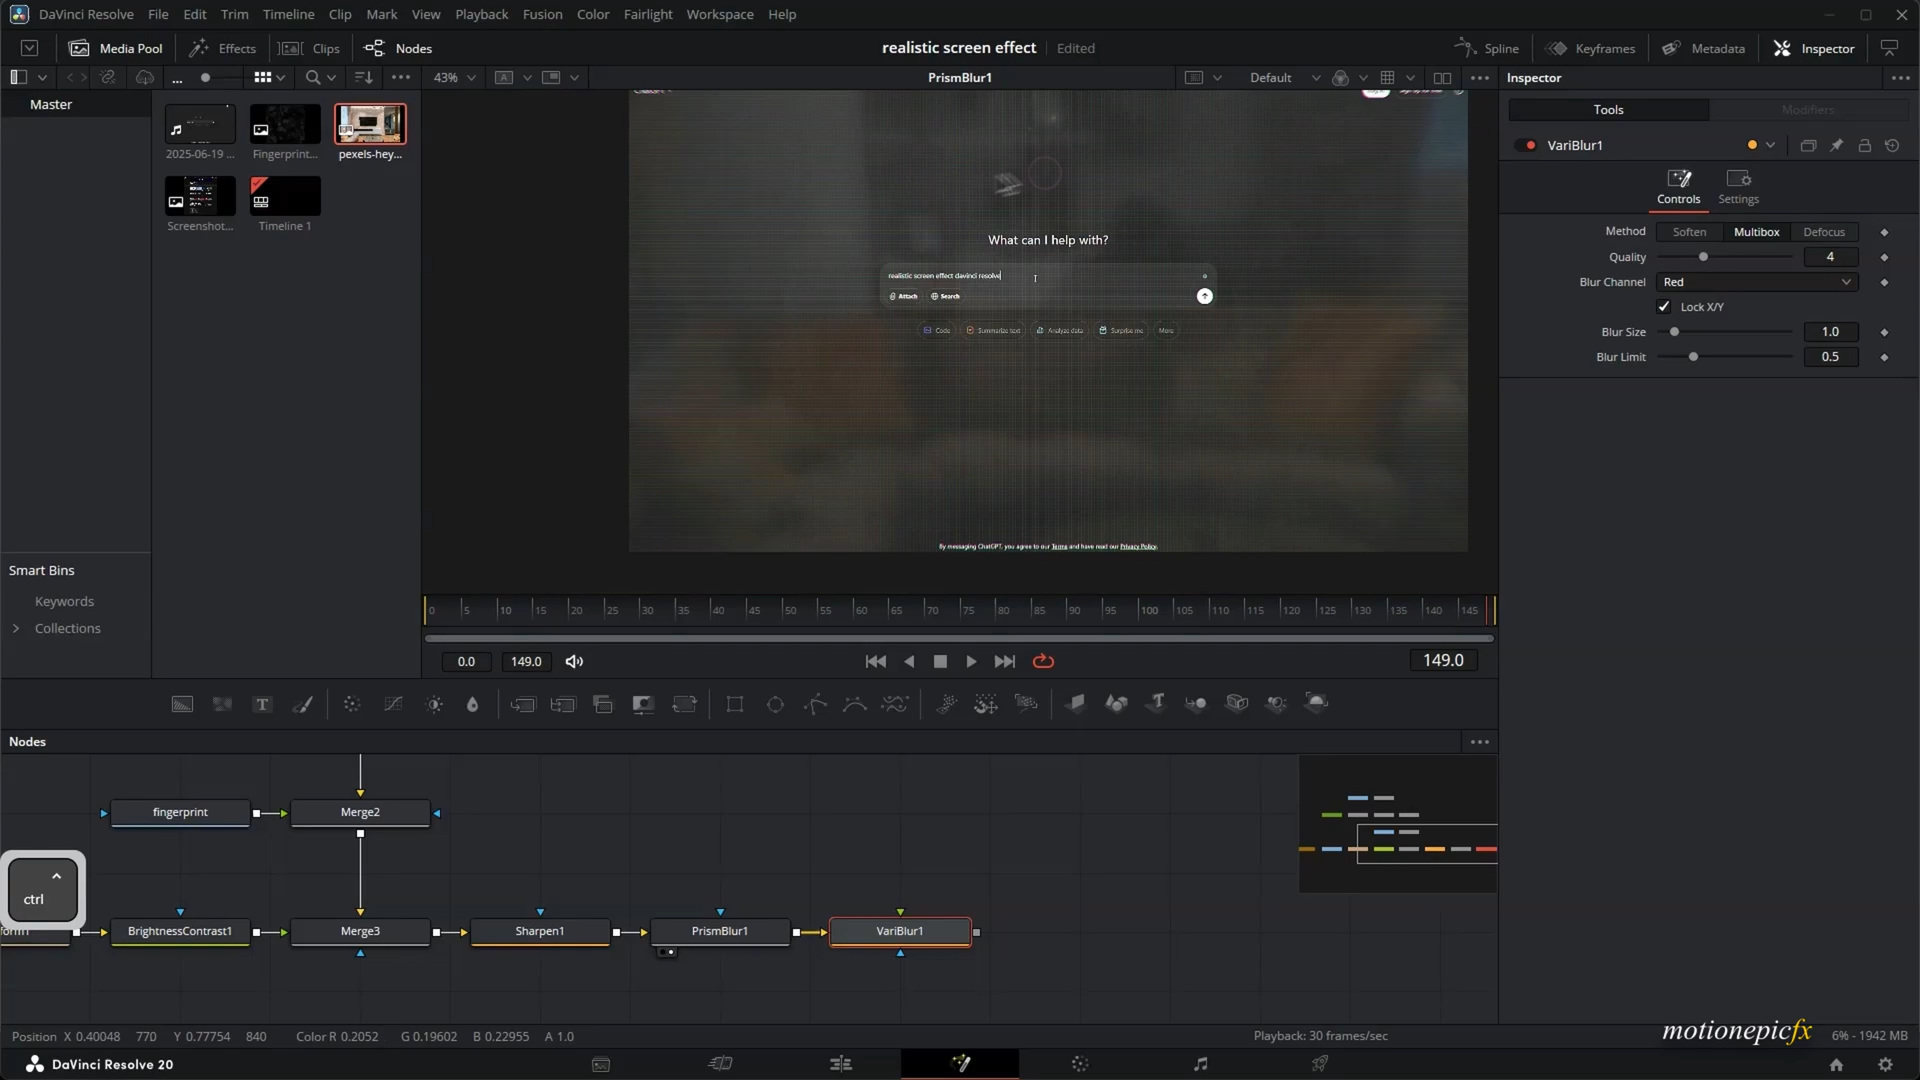 DaVinci Resolve File Edit Trim Timeline Clip Mark View Playback Fusion Color Fairlight Workspace Help
Media Pool Effects Clips Nodes realistic screen effect Edited Spline Keyframes Metadata Inspector
... 43% A PrismBlur1 Default Inspector
Master
Tools Modifiers
2025-06-19 ... Fingerprint... pexels-hey...
VariBlur1
Controls Settings
Screenshot... Timeline 1
Method Soften Multibox Defocus
What can I help with?
Quality 4
realistic screen effect davinci resolve
Blur Channel Red
Attach Search
Lock X/Y
Code Summarize text Analyze data Surprise me More
Blur Size 1.0
Blur Limit 0.5
By messaging ChatGPT, you agree to our Terms and have read our Privacy Policy.
Smart Bins
Keywords
Collections
0 5 10 15 20 25 30 35 40 45 50 55 60 65 70 75 80 85 90 95 100 105 110 115 120 125 130 135 140 145
0.0 149.0 149.0
T T
Nodes
fingerprint Merge2
ctrl
BrightnessContrast1 Merge3 Sharpen1 PrismBlur1 VariBlur1
Position X 0.40048 770 Y 0.77754 840 Color R 0.2052 G 0.19602 B 0.22955 A 1.0 Playback: 30 frames/sec motionepicfx 6% - 1942 MB
DaVinci Resolve 20